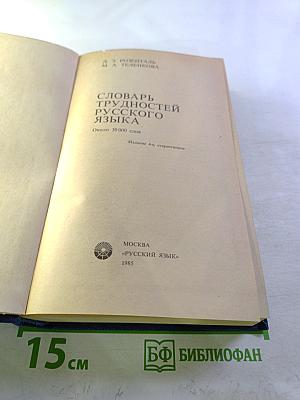 Д. Э. РОЗЕНТАЛЬ
М. А. ТЕЛЕНКОВА
СЛОВАРЬ
ТРУДНОСТЕЙ
РУССКОГО
ЯЗЫКА
Около 30 000 слов
Издание 4-е, стереотипное
МОСКВА
«РУССКИЙ ЯЗЫК»
1985
15 см
БФ БИБЛИОФАН